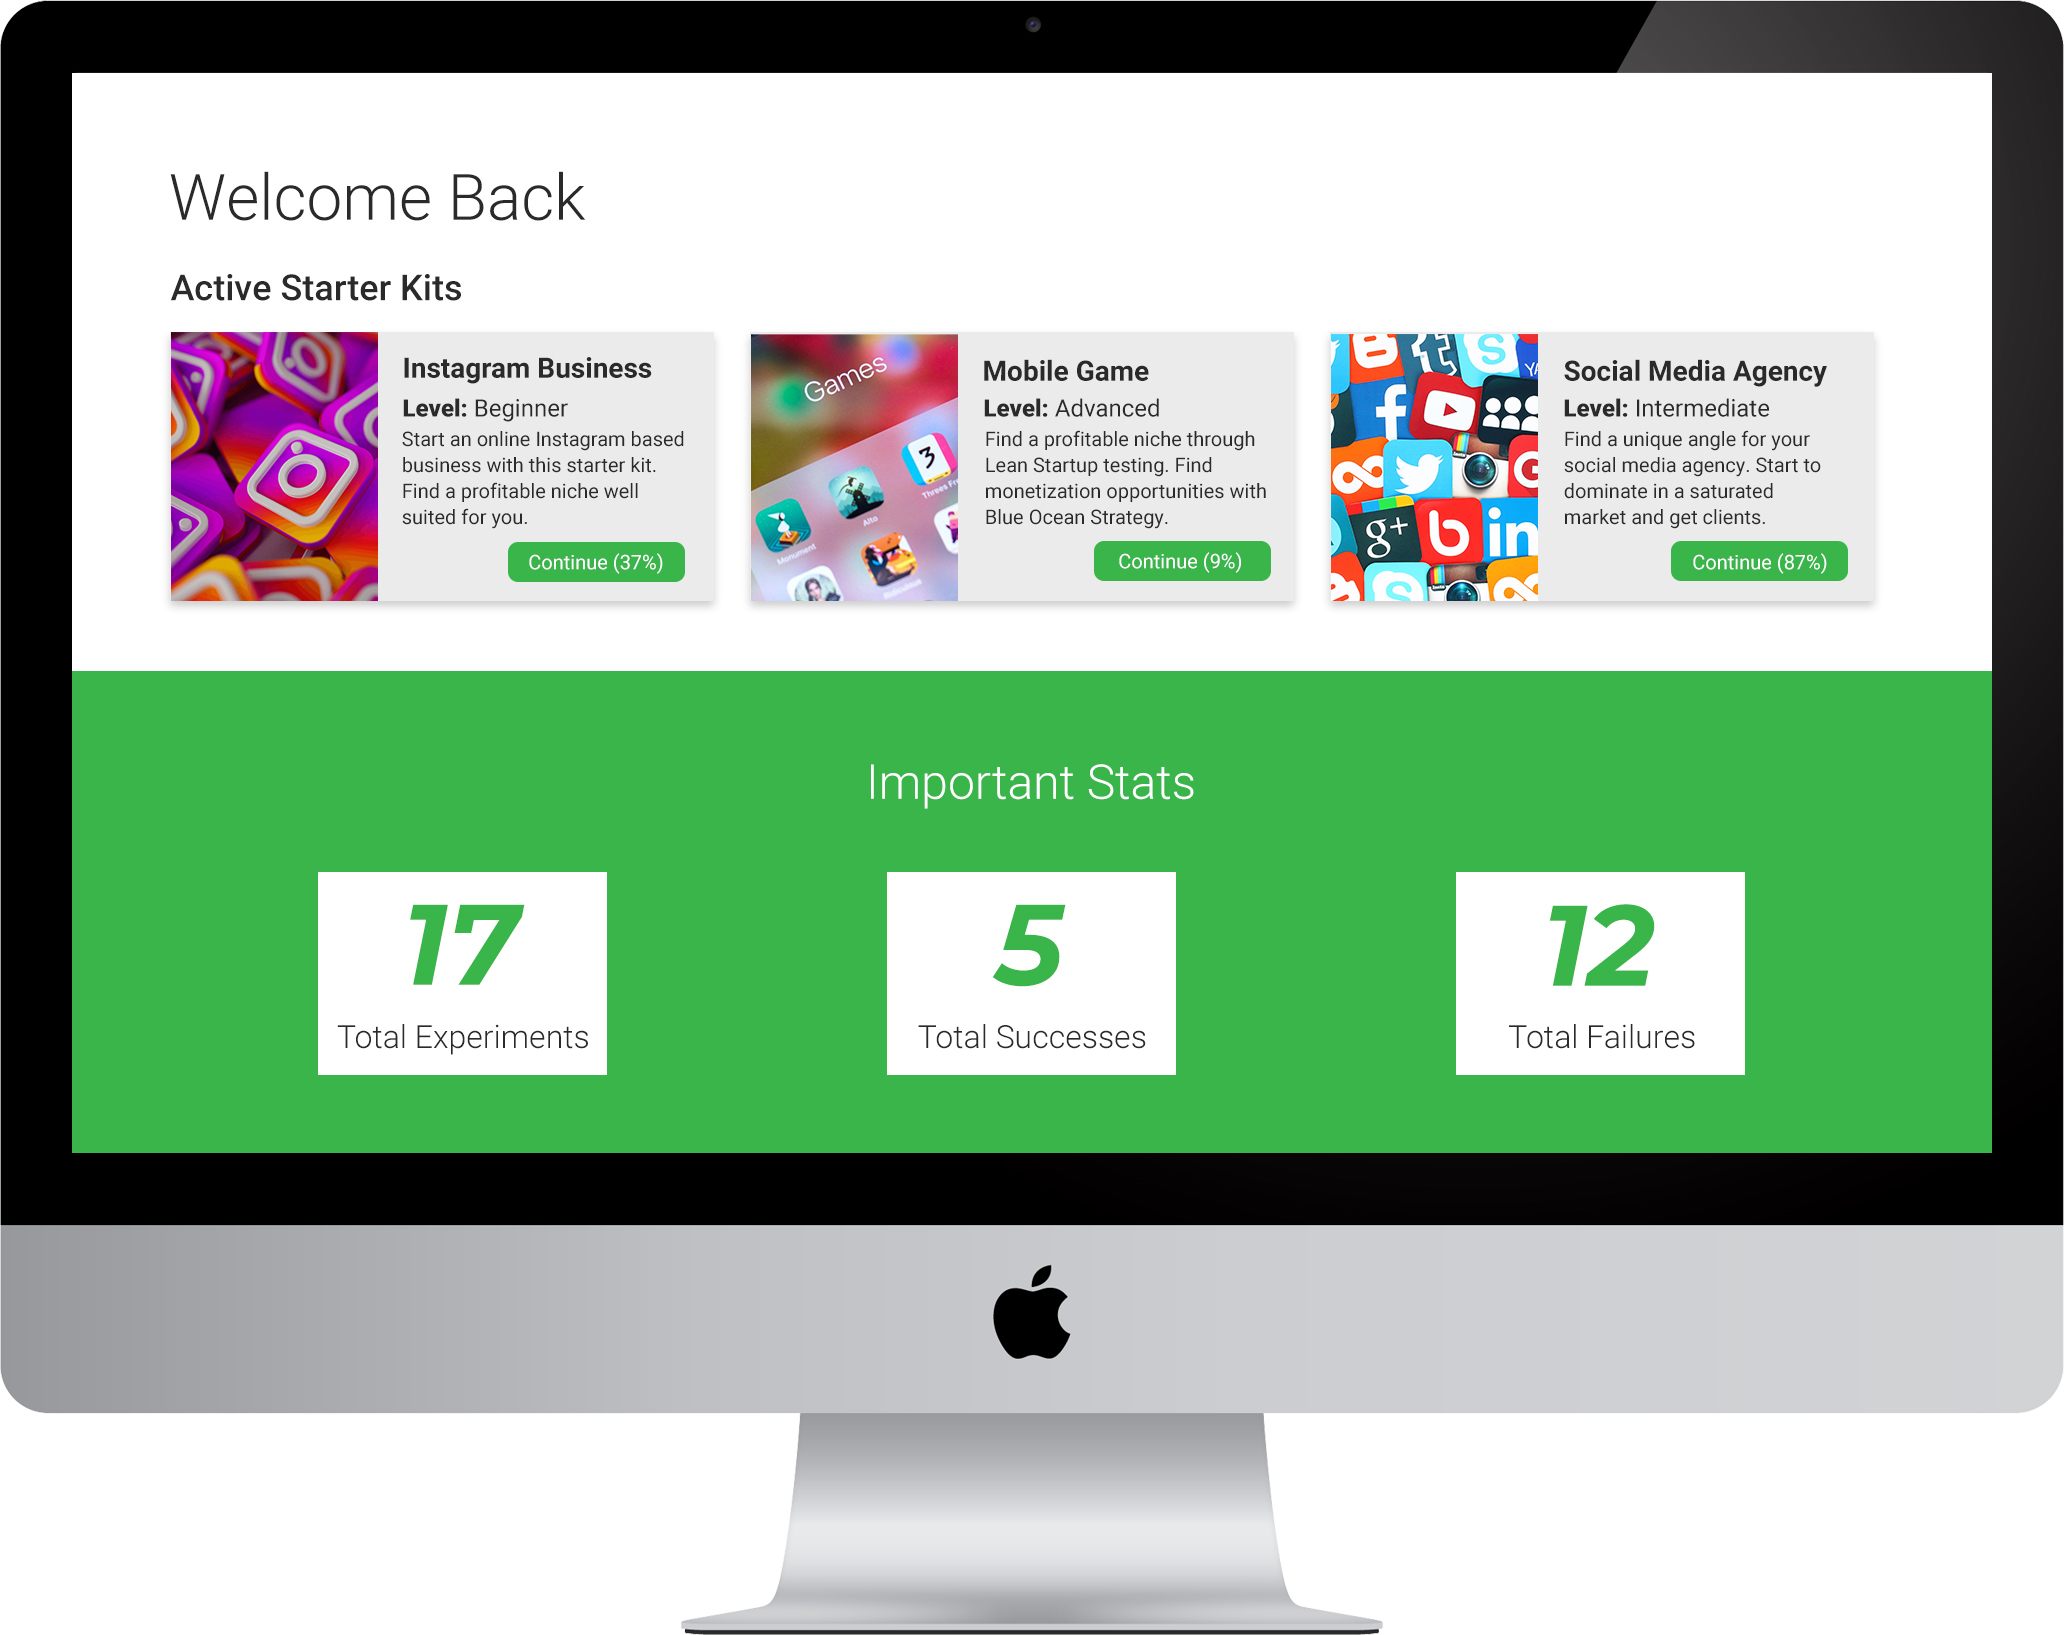 Welcome Back
Active Starter Kits
Instagram Business
Level: Beginner
Start an online Instagram based
business with this starter kit.
Find a profitable niche well
suited for you.
Continue (37%)
Games
3
Threes Fr
Alto
Monument
Mobile Game
Level: Advanced
Find a profitable niche through
Lean Startup testing. Find
monetization opportunities with
Blue Ocean Strategy.
Continue (9%)
S
YA
f
g+
b
in
S
Social Media Agency
Level: Intermediate
Find a unique angle for your
social media agency. Start to
dominate in a saturated
market and get clients.
Continue (87%)
Important Stats
17
Total Experiments
5
Total Successes
12
Total Failures